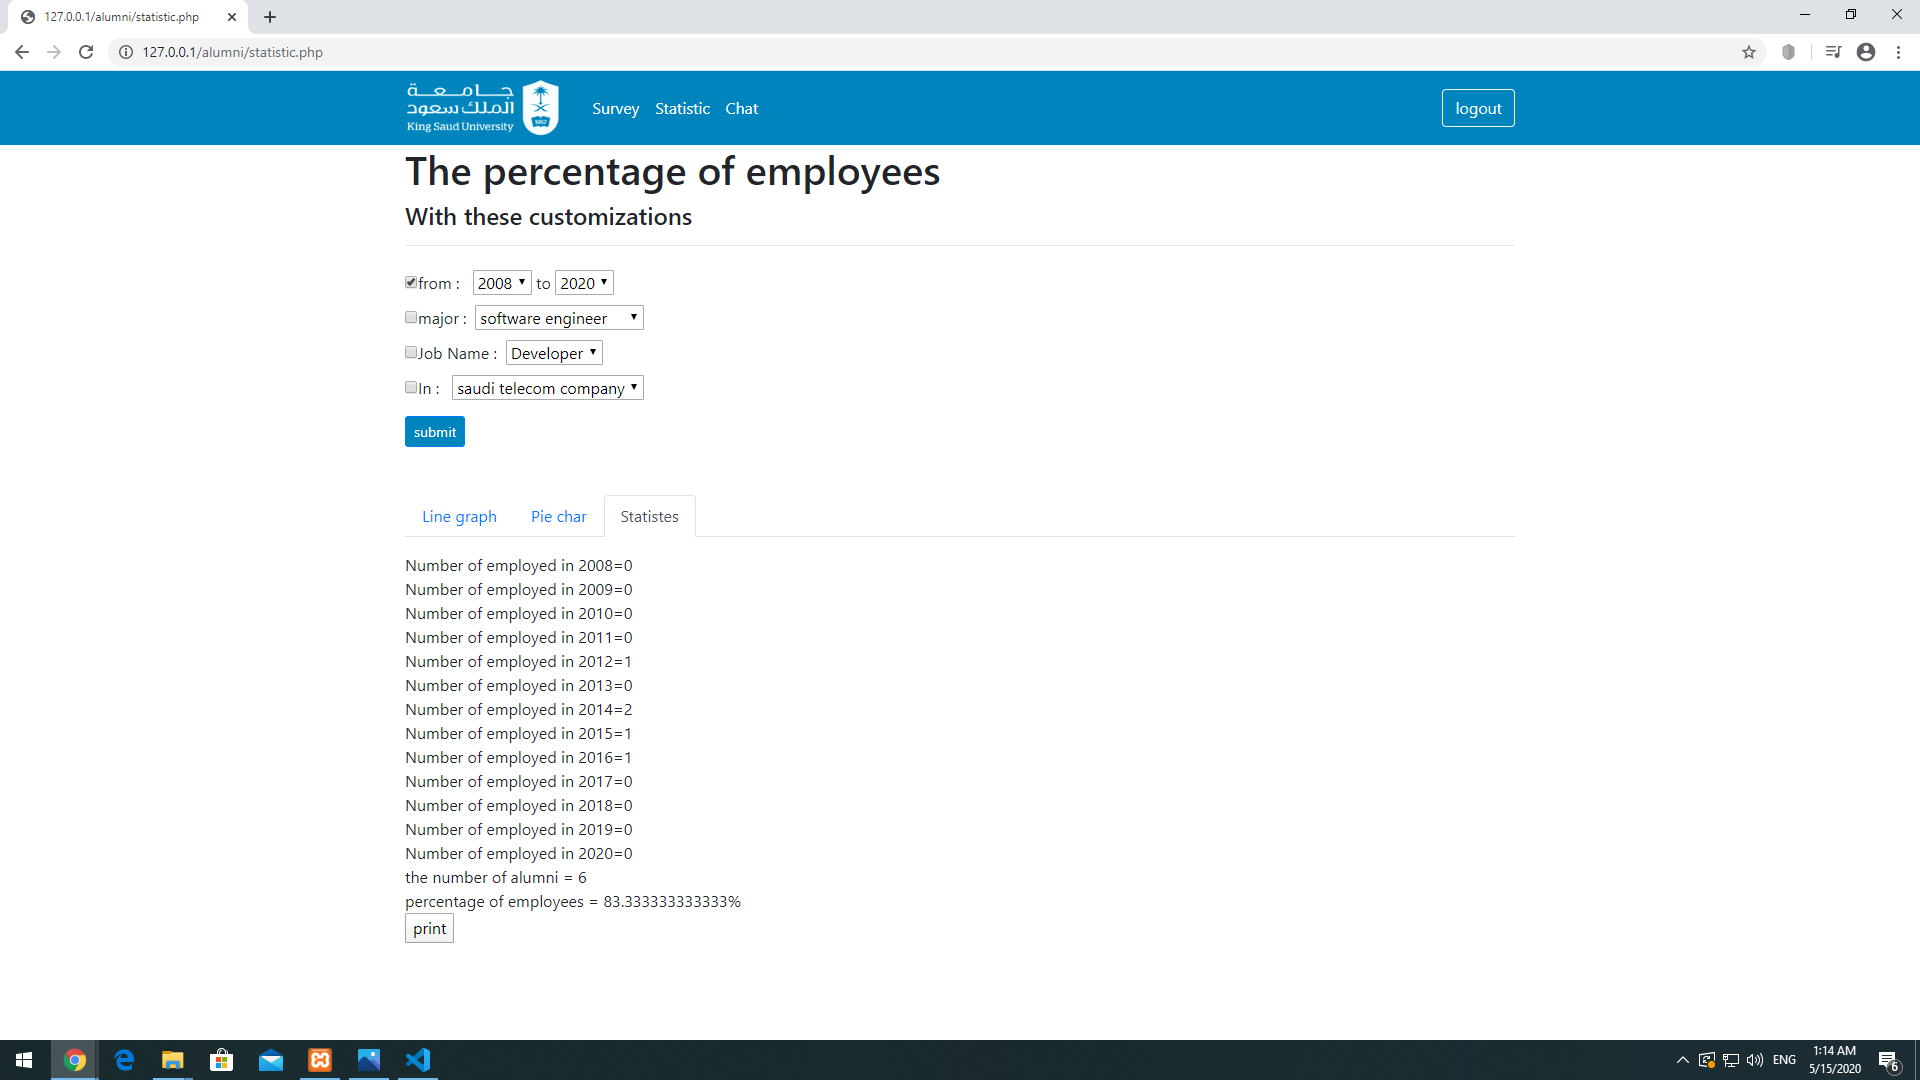 127.0.0.1/alumni/statistic.php
127.0.0.1/alumni/statistic.php
جامعة
الملك سعود
King Saud University
1957
Survey Statistic Chat
logout
The percentage of employees
With these customizations
from : 2008 to 2020
major : software engineer
Job Name : Developer
In : saudi telecom company
submit
Line graph Pie char Statistes
Number of employed in 2008=0
Number of employed in 2009=0
Number of employed in 2010=0
Number of employed in 2011=0
Number of employed in 2012=1
Number of employed in 2013=0
Number of employed in 2014=2
Number of employed in 2015=1
Number of employed in 2016=1
Number of employed in 2017=0
Number of employed in 2018=0
Number of employed in 2019=0
Number of employed in 2020=0
the number of alumni = 6
percentage of employees = 83.333333333333%
print
ENG
1:14 AM
5/15/2020
6